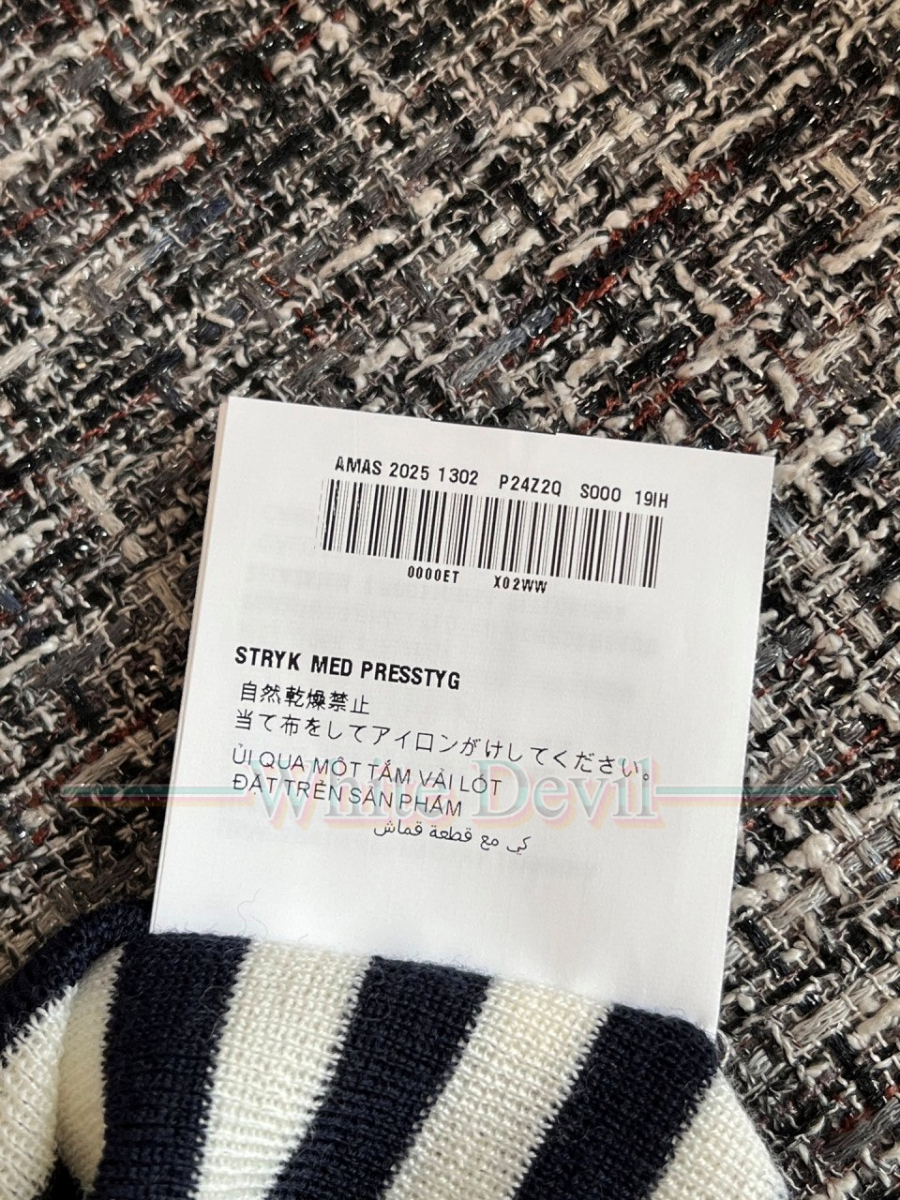 AMAS 2025 1302 P24Z2Q S000 19IH
0000ET X02WW
STRYK MED PRESSTYG
自然乾燥禁止
当て布をしてアイロンがけしてください。
ỦI QUA MỘT TẤM VẢI LÓT
ĐẶT TRÊN SẢN PHẨM
White Devil
كي مع قطعة قماش